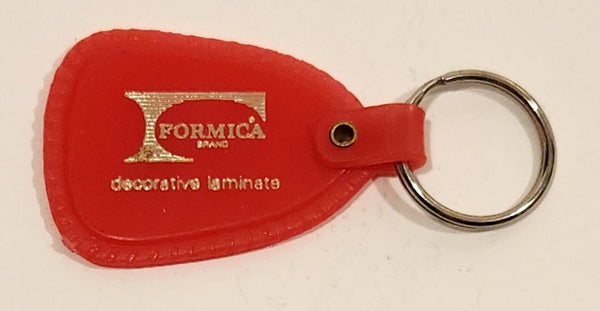 FORMICA®
BRAND
decorative laminate